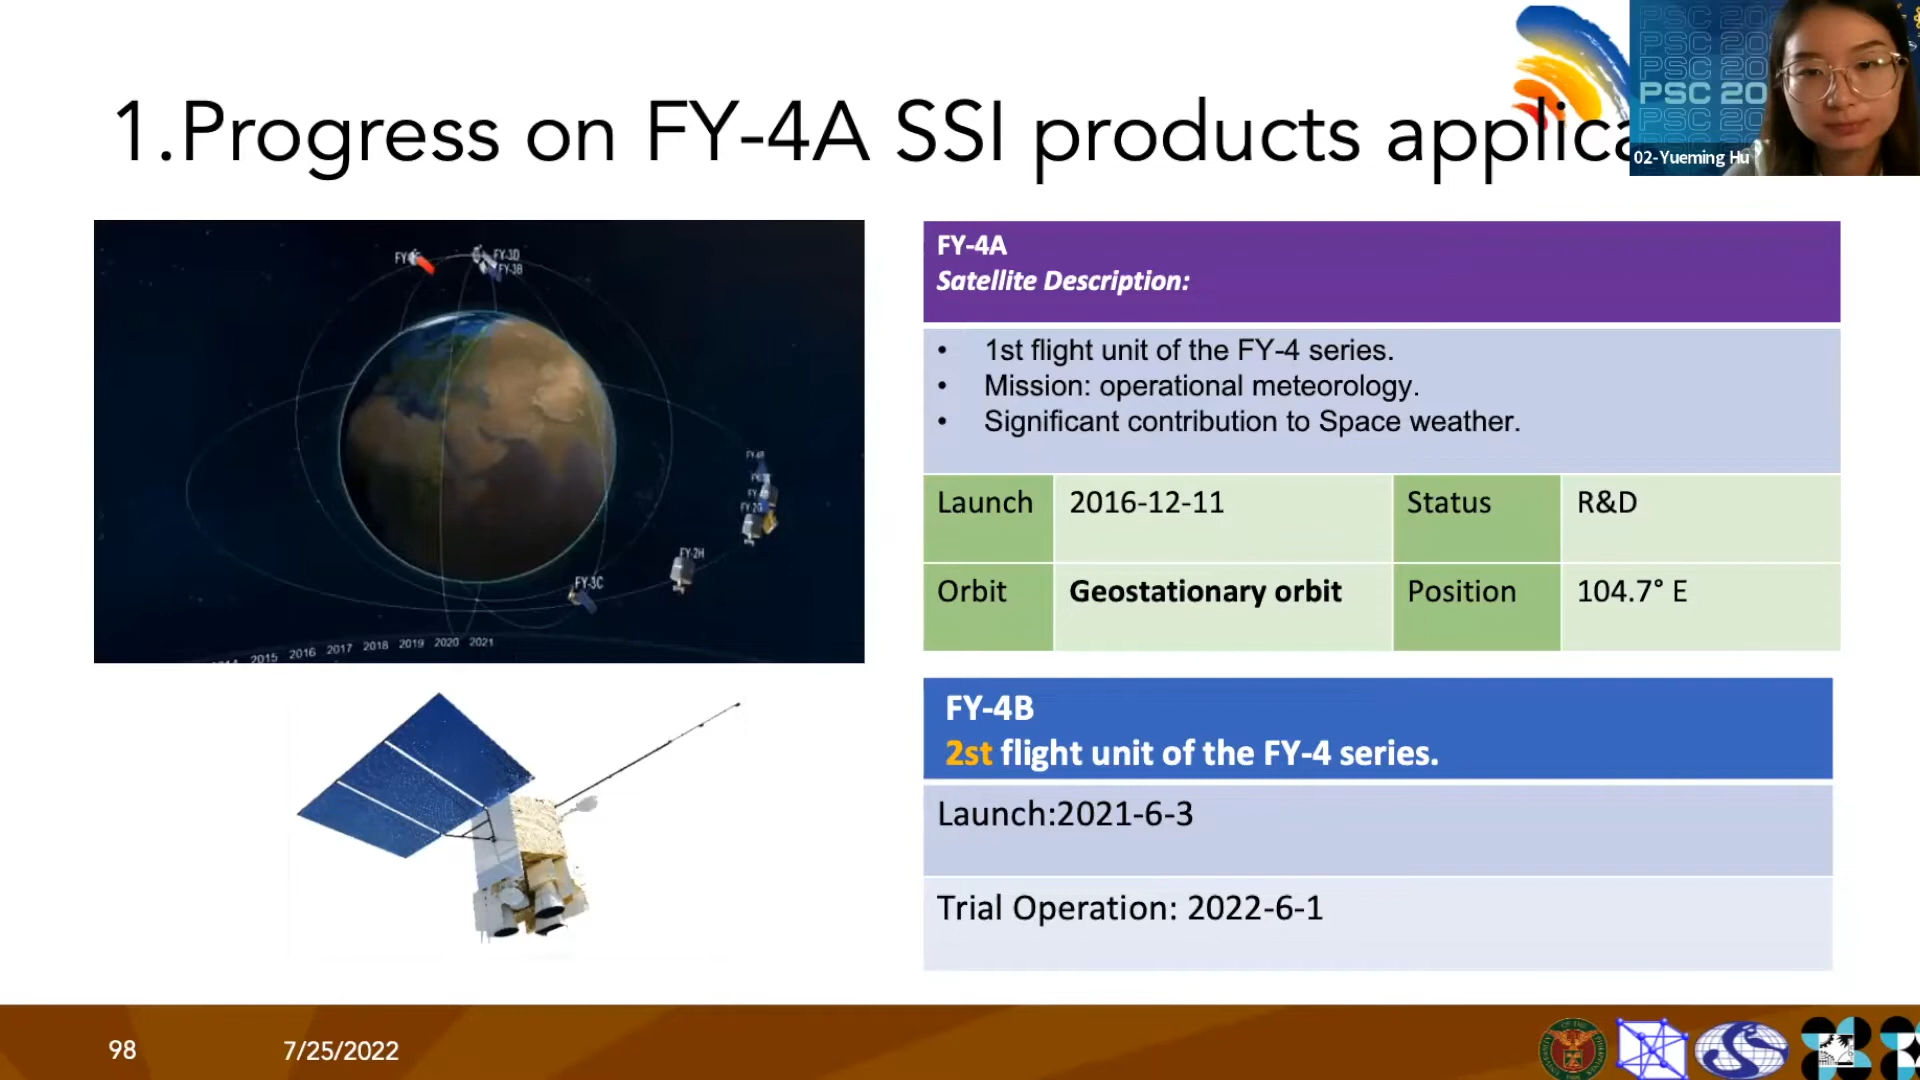 1.Progress on FY-4A SSI products applica
PSC 20
02-Yueming Hu
FY-3D
FY-3B
FY-2G
FY-2H
FY-3C
2015 2016 2017 2018 2019 2020 2021
FY-4A
Satellite Description:
• 1st flight unit of the FY-4 series.
• Mission: operational meteorology.
• Significant contribution to Space weather.
Launch 2016-12-11 Status R&D
Orbit Geostationary orbit Position 104.7° E
FY-4B
2st flight unit of the FY-4 series.
Launch:2021-6-3
Trial Operation: 2022-6-1
98 7/25/2022